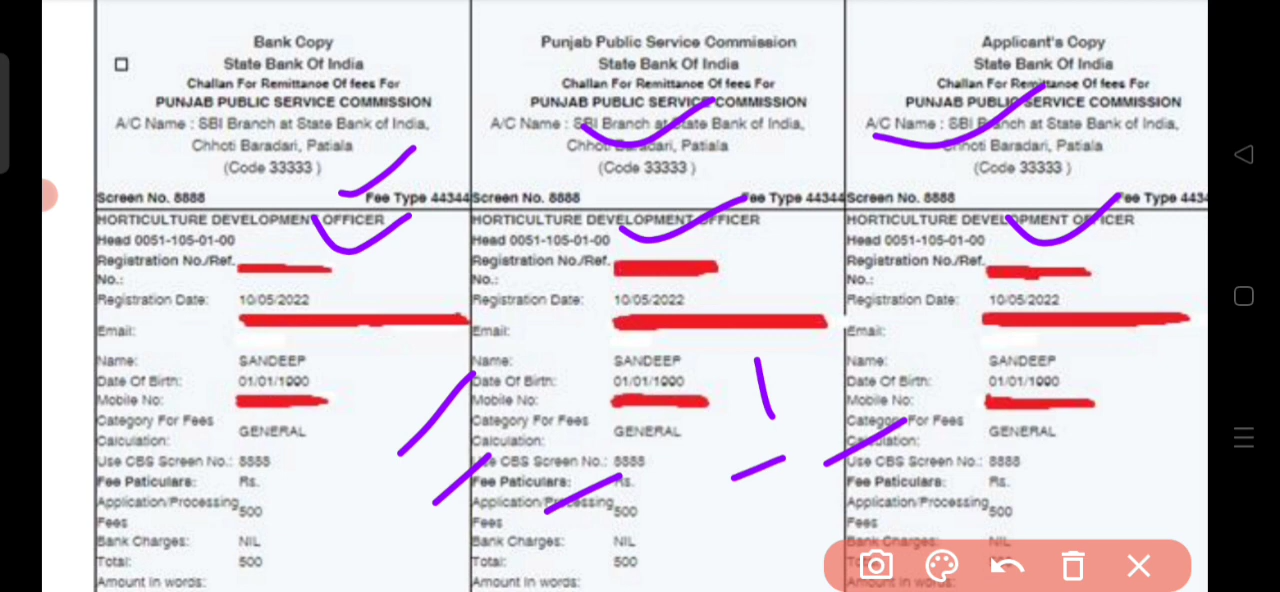 Bank Copy
State Bank Of India
Challan For Remittance Of fees For
PUNJAB PUBLIC SERVICE COMMISSION
A/C Name : SBI Branch at State Bank of India,
Chhoti Baradari, Patiala
(Code 33333 )
Screen No. 8888 Fee Type 44344
HORTICULTURE DEVELOPMENT OFFICER
Head 0051-105-01-00
Registration No./Ref.
No.:
Registration Date: 10/05/2022
Email:
Name: SANDEEP
Date Of Birth: 01/01/1990
Mobile No:
Category For Fees
Calculation: GENERAL
Use CBS Screen No.: 8888
Fee Paticulars: Rs.
Application/Processing
Fees 500
Bank Charges: NIL
Total: 500
Amount In words:
Punjab Public Service Commission
State Bank Of India
Challan For Remittance Of fees For
PUNJAB PUBLIC SERVICE COMMISSION
A/C Name : SBI Branch at State Bank of India,
Chhoti Baradari, Patiala
(Code 33333 )
Screen No. 8888 Fee Type 44344
HORTICULTURE DEVELOPMENT OFFICER
Head 0051-105-01-00
Registration No./Ref.
No.:
Registration Date: 10/05/2022
Email:
Name: SANDEEP
Date Of Birth: 01/01/1990
Mobile No:
Category For Fees
Calculation: GENERAL
Use CBS Screen No.: 8888
Fee Paticulars: Rs.
Application/Processing
Fees 500
Bank Charges: NIL
Total: 500
Amount In words:
Applicant's Copy
State Bank Of India
Challan For Remittance Of fees For
PUNJAB PUBLIC SERVICE COMMISSION
A/C Name : SBI Branch at State Bank of India,
Chhoti Baradari, Patiala
(Code 33333 )
Screen No. 8888 Fee Type 4434
HORTICULTURE DEVELOPMENT OFFICER
Head 0051-105-01-00
Registration No./Ref.
No.:
Registration Date: 10/05/2022
Email:
Name: SANDEEP
Date Of Birth: 01/01/1990
Mobile No:
Category For Fees
Calculation: GENERAL
Use CBS Screen No.: 8888
Fee Paticulars: Rs.
Application/Processing
Fees 500
Bank Charges: NIL
Amount In words: